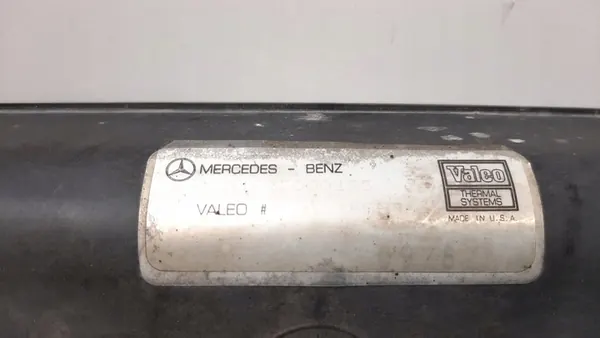 MERCEDES - BENZ
VALEO #
Valeo
THERMAL
SYSTEMS
MADE IN U.S.A.